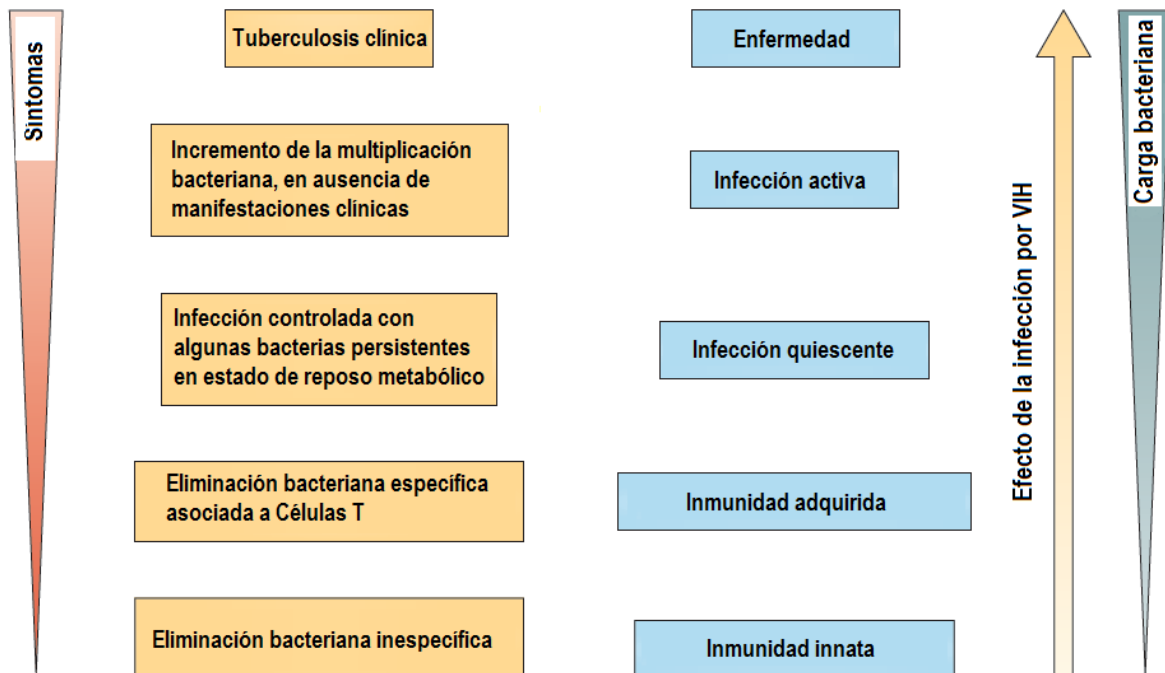 Síntomas
Tuberculosis clínica
Enfermedad
Carga bacteriana
Incremento de la multiplicación
bacteriana, en ausencia de
manifestaciones clínicas
Infección activa
Efecto de la infección por VIH
Infección controlada con
algunas bacterias persistentes
en estado de reposo metabólico
Infección quiescente
Eliminación bacteriana específica
asociada a Células T
Inmunidad adquirida
Eliminación bacteriana inespecífica
Inmunidad innata